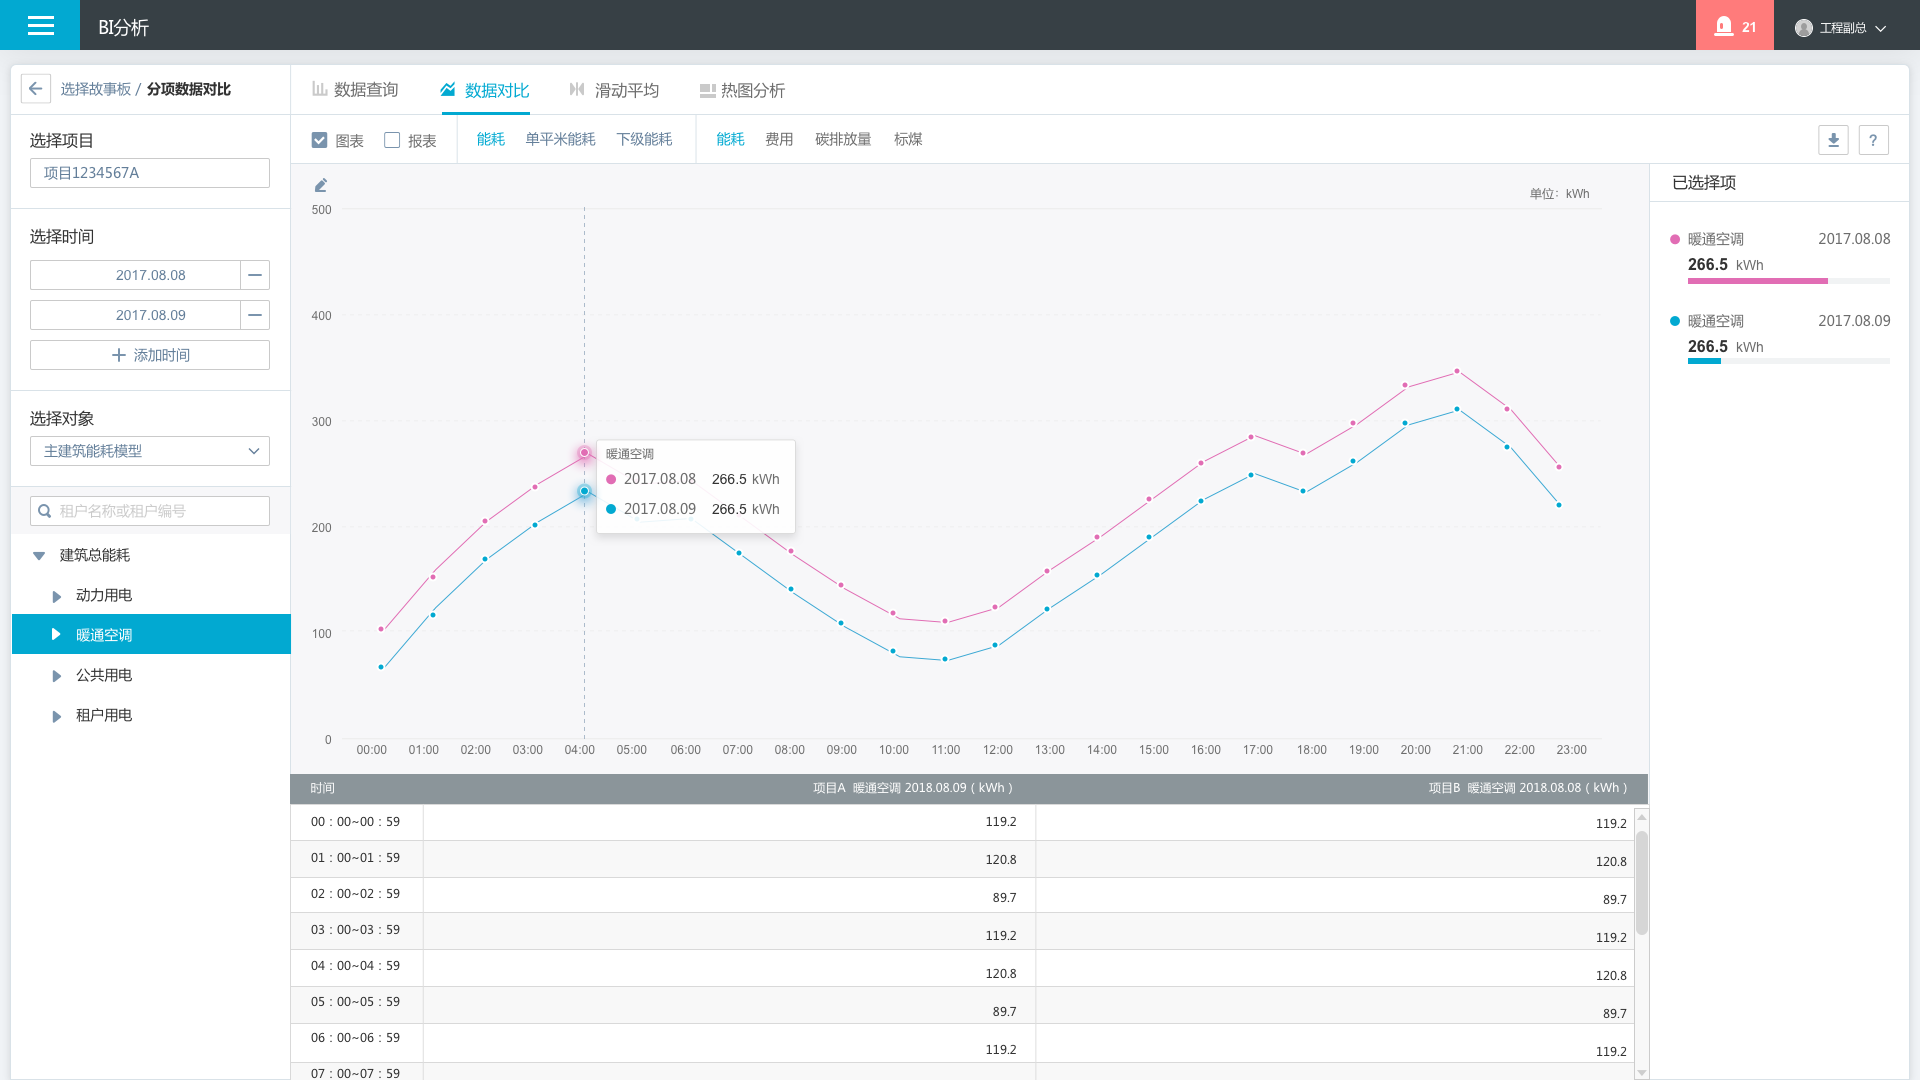 BI分析
21
工程副总
选择故事板 / 分项数据对比
数据查询
数据对比
滑动平均
热图分析
选择项目
项目1234567A
选择时间
2017.08.08
2017.08.09
添加时间
选择对象
主建筑能耗模型
租户名称或租户编号
建筑总能耗
动力用电
暖通空调
公共用电
租户用电
图表
报表
能耗
单平米能耗
下级能耗
能耗
费用
碳排放量
标煤
?
单位：kWh
500
400
300
200
100
0
暖通空调
2017.08.08 266.5 kWh
2017.08.09 266.5 kWh
00:00 01:00 02:00 03:00 04:00 05:00 06:00 07:00 08:00 09:00 10:00 11:00 12:00 13:00 14:00 15:00 16:00 17:00 18:00 19:00 20:00 21:00 22:00 23:00
已选择项
暖通空调 2017.08.08
266.5 kWh
暖通空调 2017.08.09
266.5 kWh
时间 项目A 暖通空调 2018.08.09 ( kWh ) 项目B 暖通空调 2018.08.08 ( kWh )
00 : 00~00 : 59 119.2 119.2
01 : 00~01 : 59 120.8 120.8
02 : 00~02 : 59 89.7 89.7
03 : 00~03 : 59 119.2 119.2
04 : 00~04 : 59 120.8 120.8
05 : 00~05 : 59 89.7 89.7
06 : 00~06 : 59 119.2 119.2
07 : 00~07 : 59